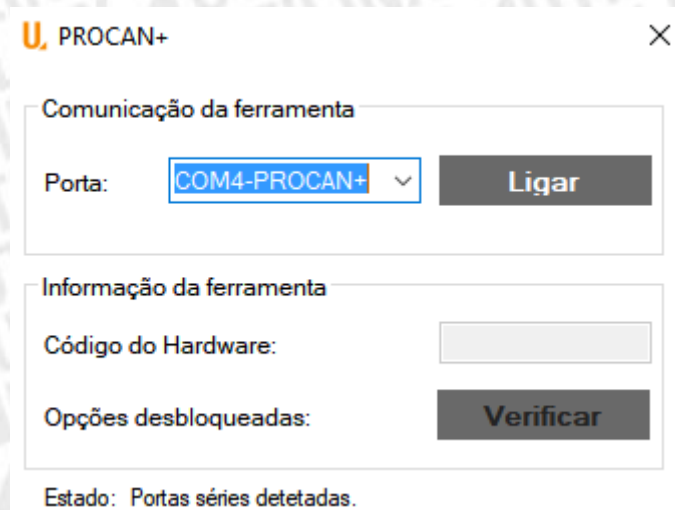 U. PROCAN+
Comunicação da ferramenta
Porta: COM4-PROCAN+ Ligar
Informação da ferramenta
Código do Hardware:
Opções desbloqueadas: Verificar
Estado: Portas séries detetadas.